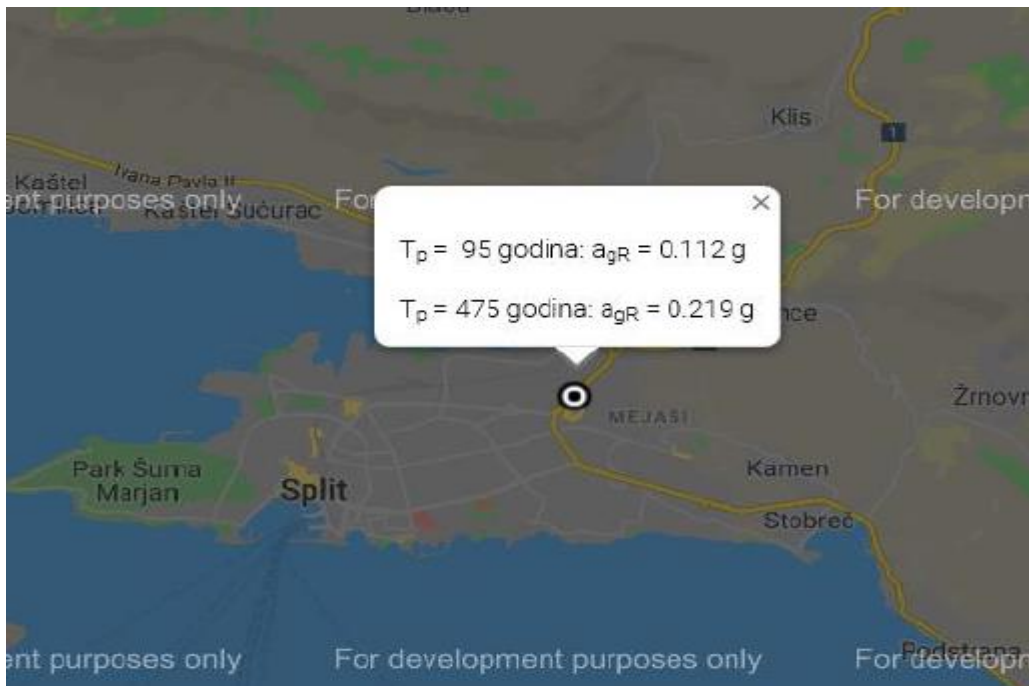 Klis
1
Ivana Pavla II
Kaštel
ent purposes only
For
For developm
Kaštel Sućurac
×
Tp = 95 godina: agR = 0.112 g
Tp = 475 godina: agR = 0.219 g
MEJAŠI
Žrnovn
Park Šuma
Marjan
Split
Kamen
Stobreč
ent purposes only
For development purposes only
For developm
Podstrana